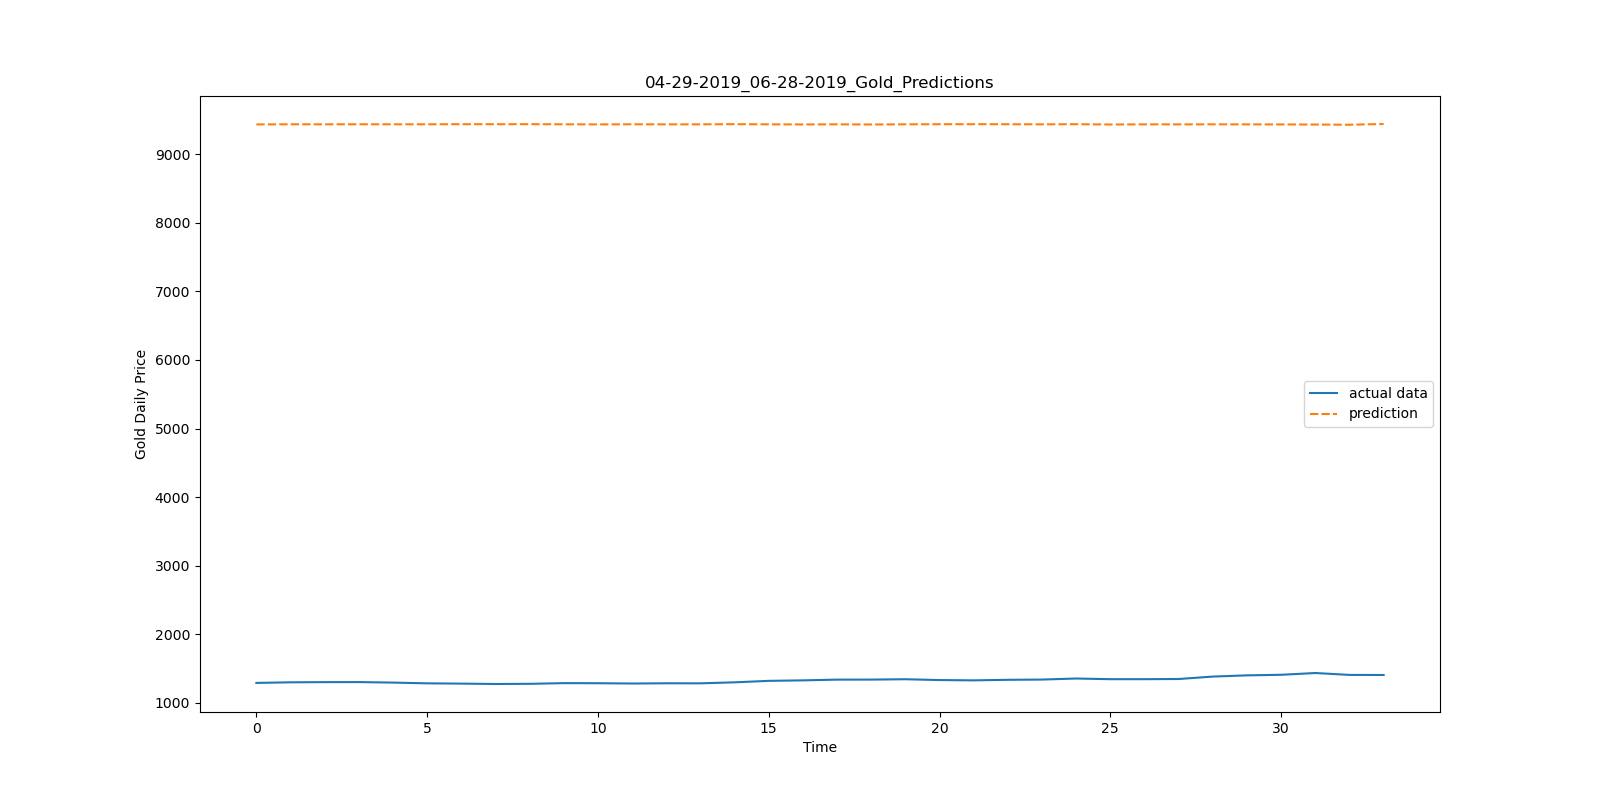 04-29-2019_06-28-2019_Gold_Predictions
Gold Daily Price
9000
8000
7000
6000
5000
4000
3000
2000
1000
actual data
prediction
0 5 10 15 20 25 30
Time